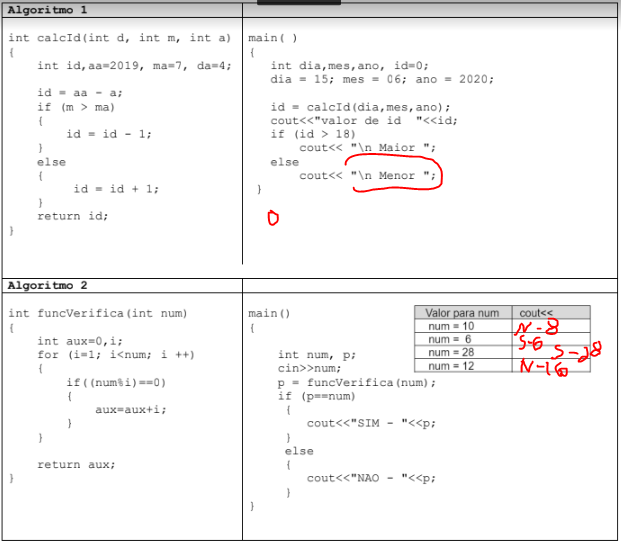 Algoritmo 1
int calcId(int d, int m, int a)
{
int id,aa=2019, ma=7, da=4;
id = aa - a;
if (m > ma)
{
id = id - 1;
}
else
{
id = id + 1;
}
return id;
}
main( )
{
int dia,mes,ano, id=0;
dia = 15; mes = 06; ano = 2020;
id = calcId(dia,mes,ano);
cout<<"valor de id  "<<id;
if (id > 18)
cout<< "\n Maior ";
else
cout<< "\n Menor ";
}
0
Algoritmo 2
int funcVerifica(int num)
{
int aux=0,i;
for (i=1; i<num; i ++)
{
if((num%i)==0)
{
aux=aux+i;
}
}
return aux;
}
main()
{
int num, p;
cin>>num;
p = funcVerifica(num);
if (p==num)
{
cout<<"SIM - "<<p;
}
else
{
cout<<"NAO - "<<p;
}
}
Valor para num cout<<
num = 10 N-8
num = 6 S-6
num = 28 S-28
num = 12 N-16